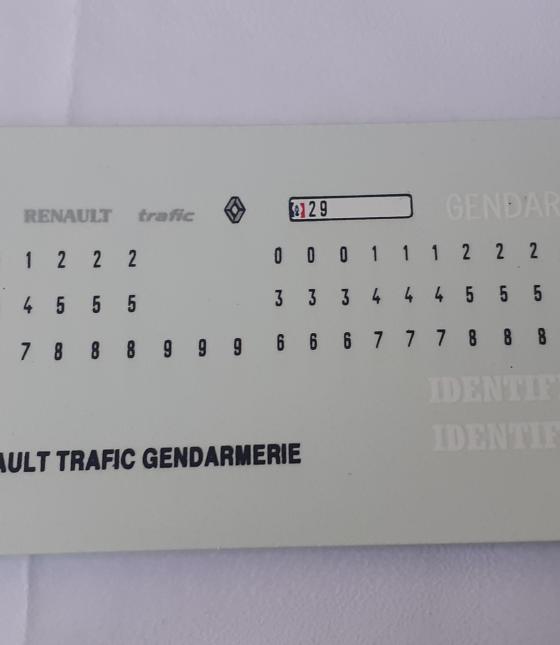 RENAULT trafic 29 GENDAR
1 2 2 2 0 0 0 1 1 1 2 2 2
4 5 5 5 3 3 3 4 4 4 5 5 5
7 8 8 8 9 9 9 6 6 6 7 7 7 8 8 8
IDENTIF
IDENTIF
AULT TRAFIC GENDARMERIE